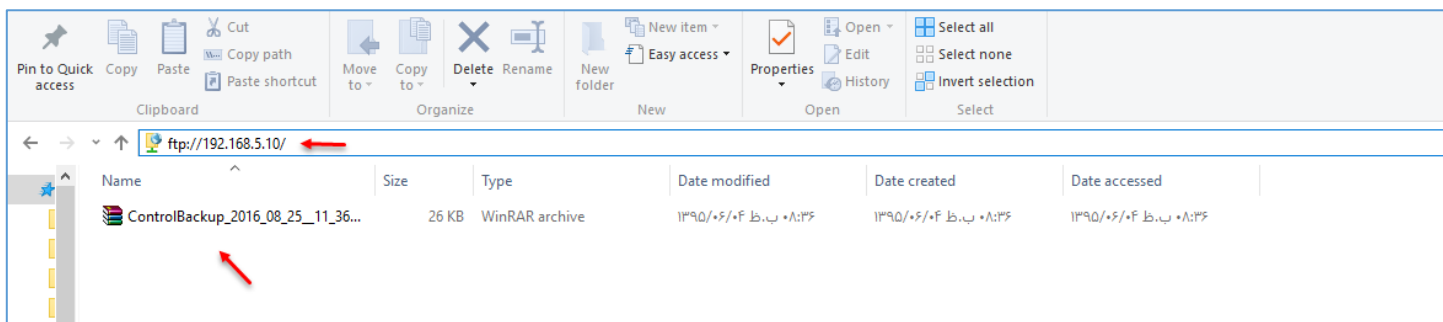 Pin to Quick access
Copy
Paste
Cut
Copy path
Paste shortcut
Clipboard
Move to
Copy to
Delete
Rename
Organize
New folder
New item
Easy access
New
Properties
Open
Edit
History
Open
Select all
Select none
Invert selection
Select
ftp://192.168.5.10/
Name Size Type Date modified Date created Date accessed
ControlBackup_2016_08_25__11_36... 26 KB WinRAR archive ۱۳۹۵/۰۶/۰۴ ب.ظ ۰۸:۳۶ ۱۳۹۵/۰۶/۰۴ ب.ظ ۰۸:۳۶ ۱۳۹۵/۰۶/۰۴ ب.ظ ۰۸:۳۶